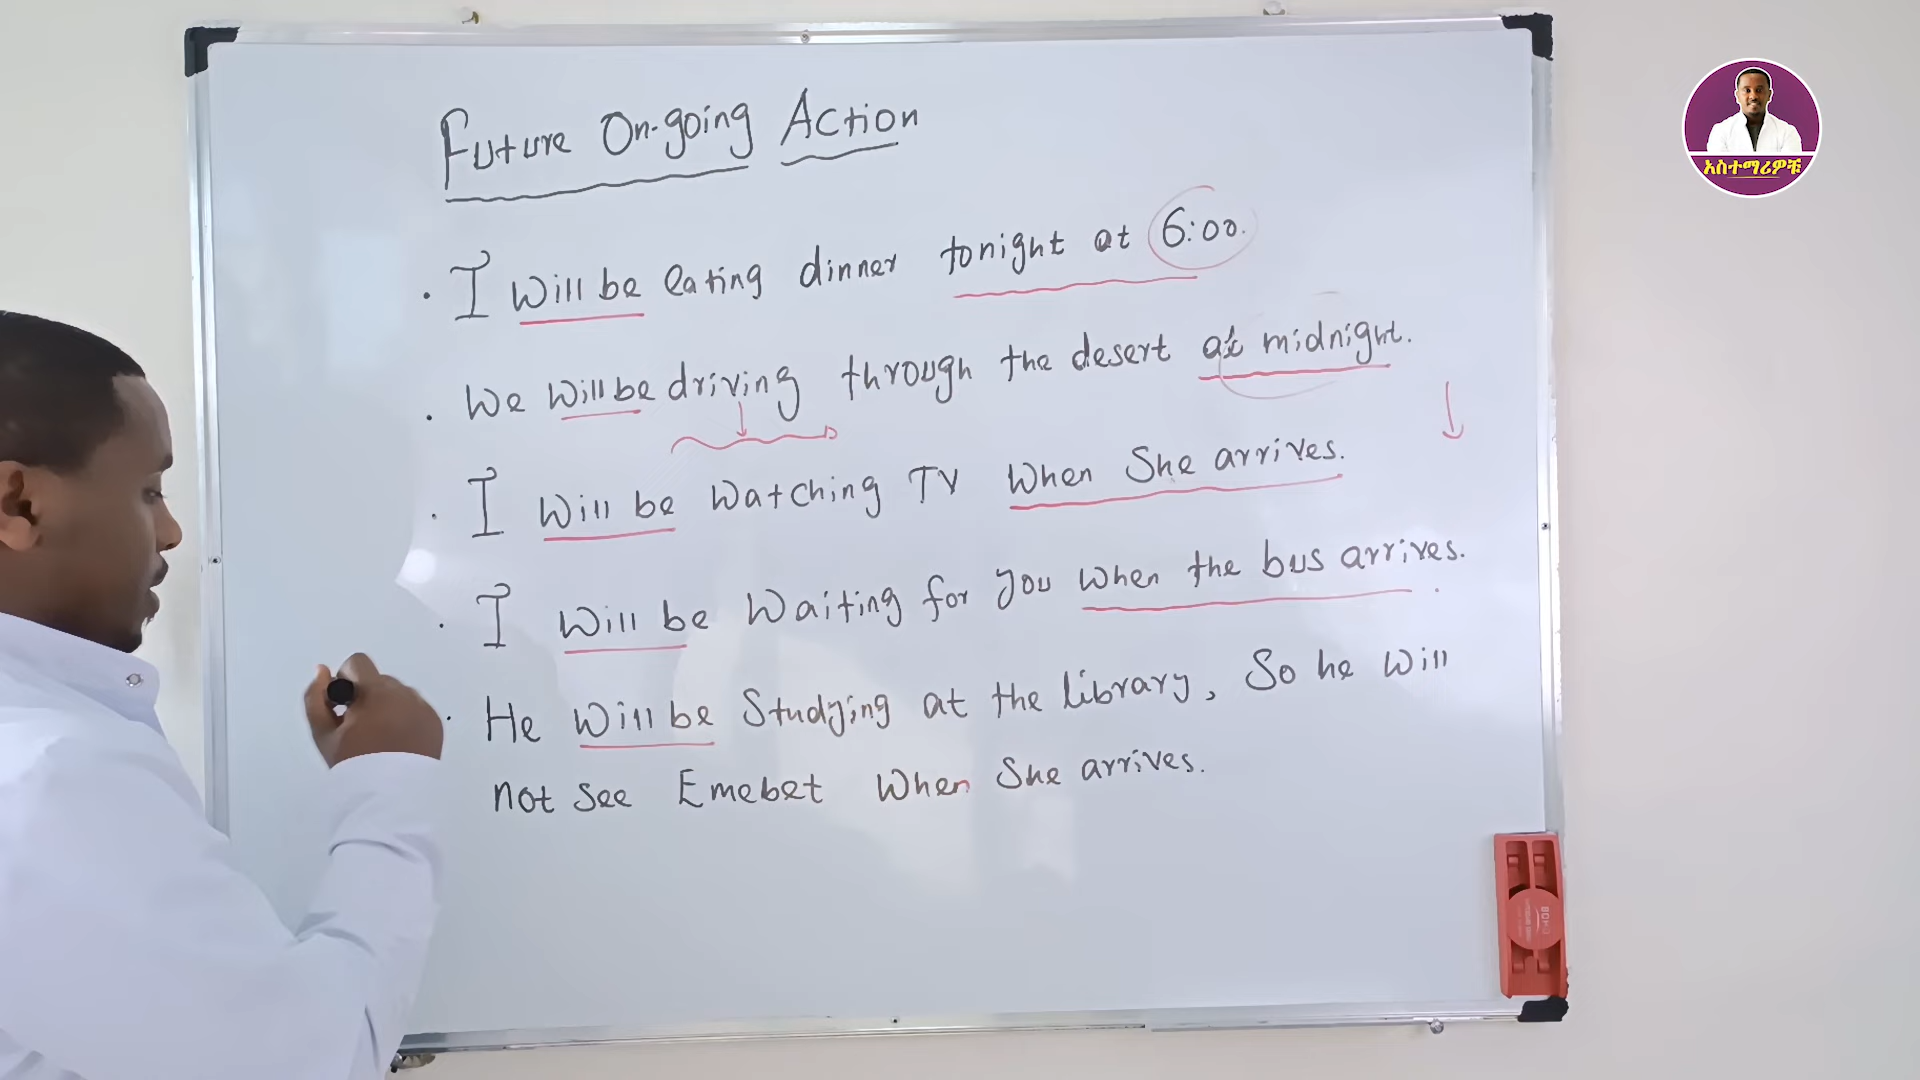 Future On-going Action
አስተማሪዎቹ
• I will be eating dinner tonight at 6:00.
• We will be driving through the desert at midnight.
• I will be watching TV When She arrives.
• I will be waiting for you when the bus arrives.
• He will be Studying at the library, So he will
not see Emebet When She arrives.